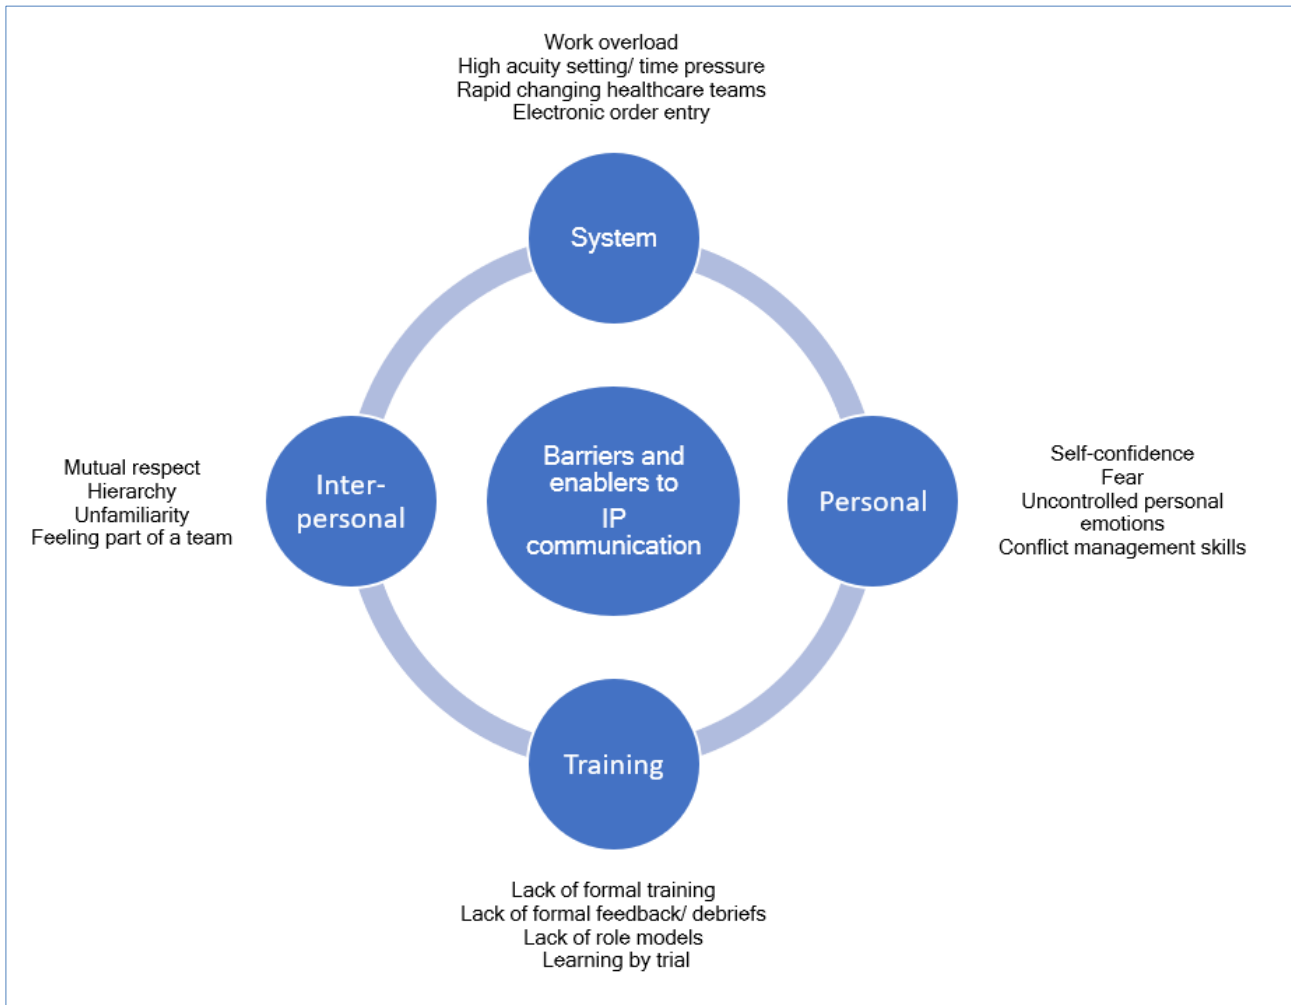 Work overload
High acuity setting/ time pressure
Rapid changing healthcare teams
Electronic order entry
System
Mutual respect
Hierarchy
Unfamiliarity
Feeling part of a team
Inter-
personal
Barriers and
enablers to
IP
communication
Personal
Self-confidence
Fear
Uncontrolled personal
emotions
Conflict management skills
Training
Lack of formal training
Lack of formal feedback/ debriefs
Lack of role models
Learning by trial